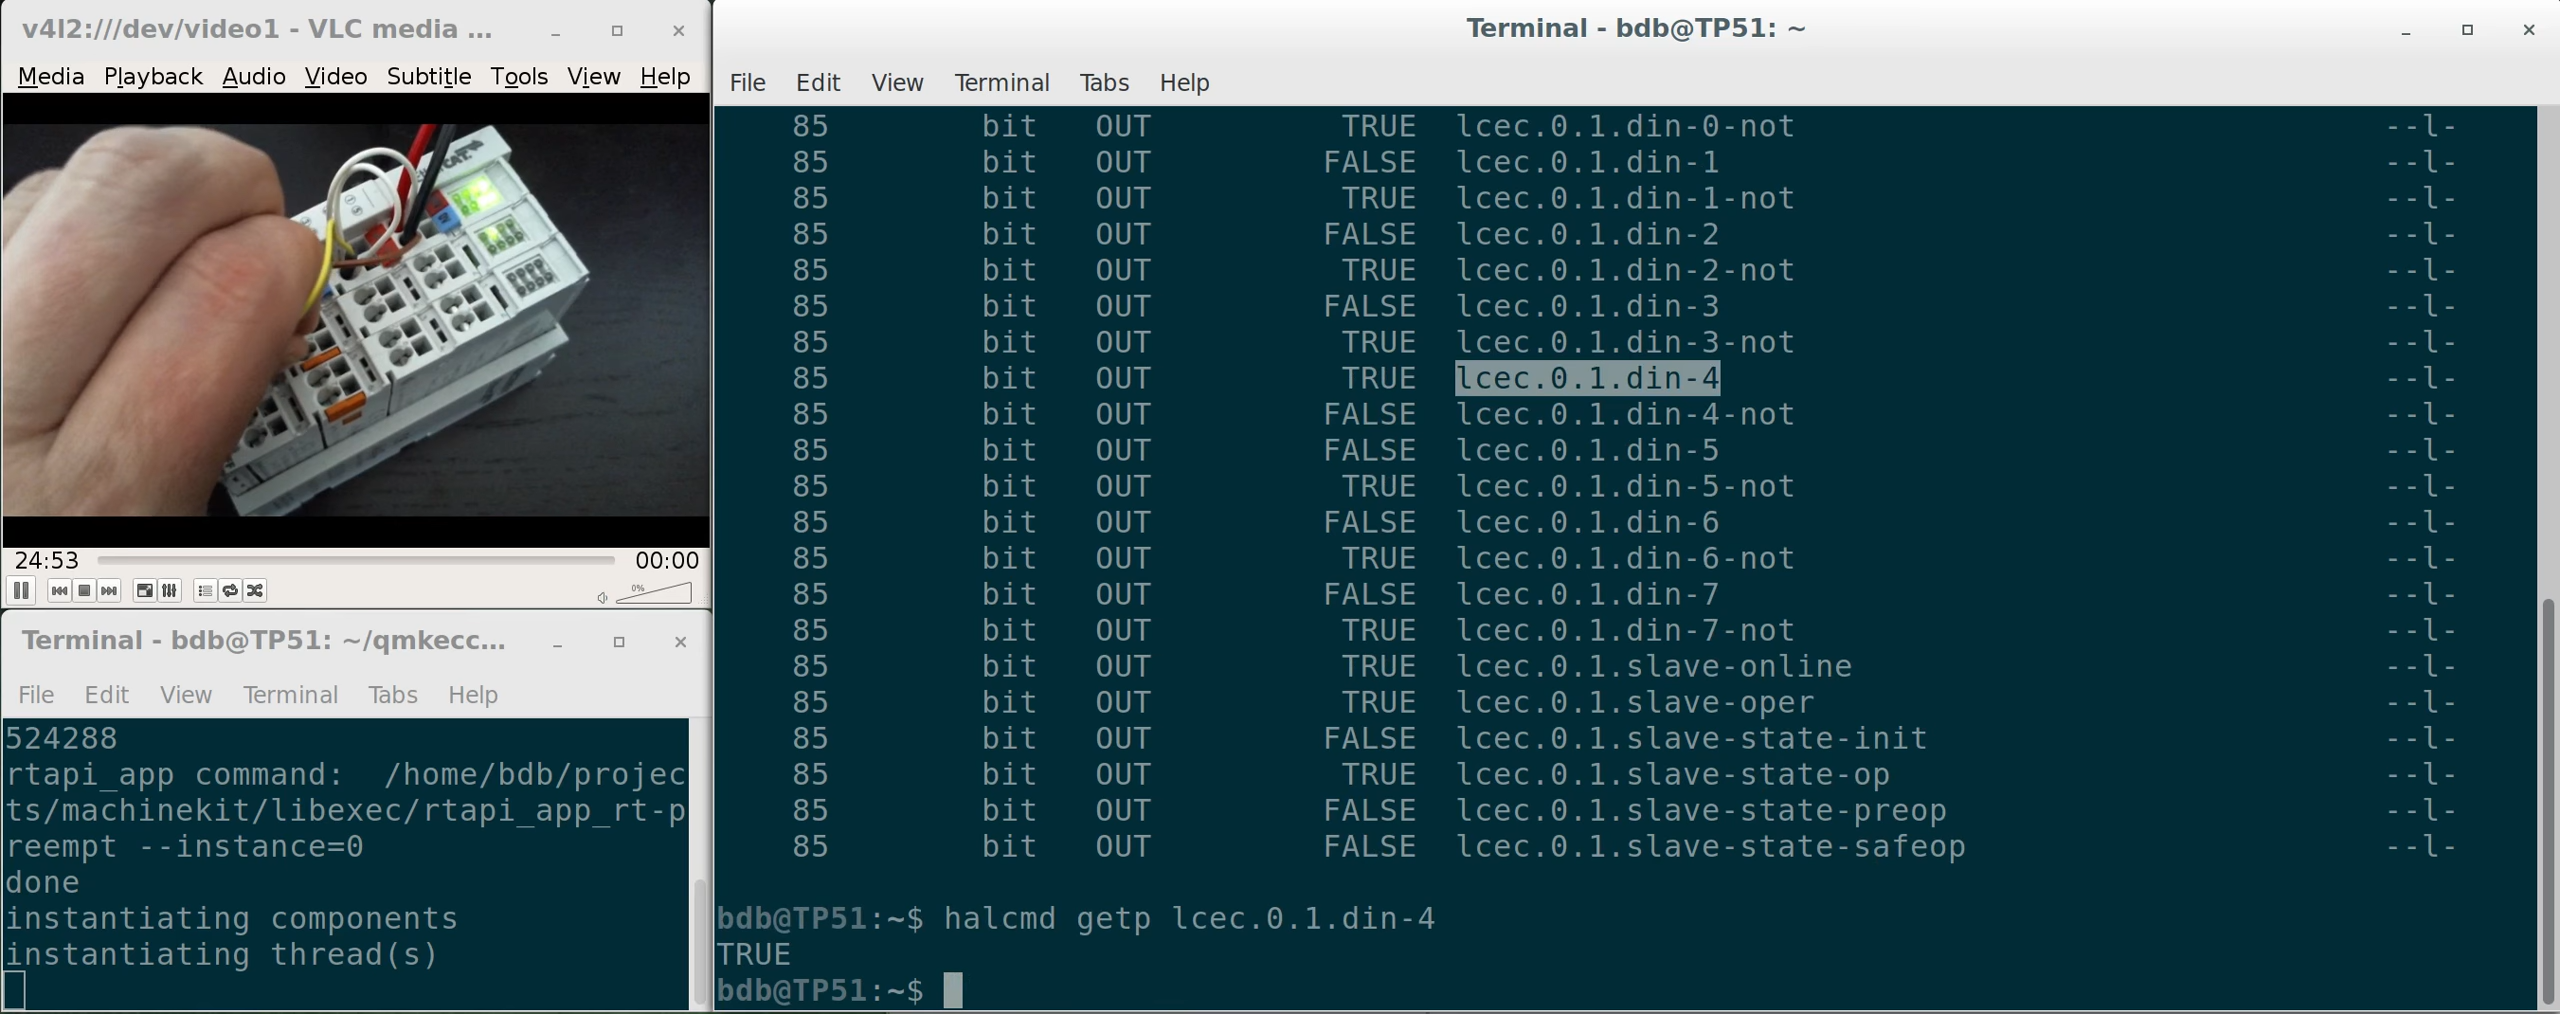 v4l2:///dev/video1 - VLC media ...
Media Playback Audio Video Subtitle Tools View Help
24:53 00:00
0%
Terminal - bdb@TP51: ~/qmkecc...
File Edit View Terminal Tabs Help
524288
rtapi_app command:  /home/bdb/projec
ts/machinekit/libexec/rtapi_app_rt-p
reempt --instance=0
done
instantiating components
instantiating thread(s)
Terminal - bdb@TP51: ~
File Edit View Terminal Tabs Help
85 bit OUT TRUE lcec.0.1.din-0-not --l-
85 bit OUT FALSE lcec.0.1.din-1 --l-
85 bit OUT TRUE lcec.0.1.din-1-not --l-
85 bit OUT FALSE lcec.0.1.din-2 --l-
85 bit OUT TRUE lcec.0.1.din-2-not --l-
85 bit OUT FALSE lcec.0.1.din-3 --l-
85 bit OUT TRUE lcec.0.1.din-3-not --l-
85 bit OUT TRUE lcec.0.1.din-4 --l-
85 bit OUT FALSE lcec.0.1.din-4-not --l-
85 bit OUT FALSE lcec.0.1.din-5 --l-
85 bit OUT TRUE lcec.0.1.din-5-not --l-
85 bit OUT FALSE lcec.0.1.din-6 --l-
85 bit OUT TRUE lcec.0.1.din-6-not --l-
85 bit OUT FALSE lcec.0.1.din-7 --l-
85 bit OUT TRUE lcec.0.1.din-7-not --l-
85 bit OUT TRUE lcec.0.1.slave-online --l-
85 bit OUT TRUE lcec.0.1.slave-oper --l-
85 bit OUT FALSE lcec.0.1.slave-state-init --l-
85 bit OUT TRUE lcec.0.1.slave-state-op --l-
85 bit OUT FALSE lcec.0.1.slave-state-preop --l-
85 bit OUT FALSE lcec.0.1.slave-state-safeop --l-
bdb@TP51:~$ halcmd getp lcec.0.1.din-4
TRUE
bdb@TP51:~$